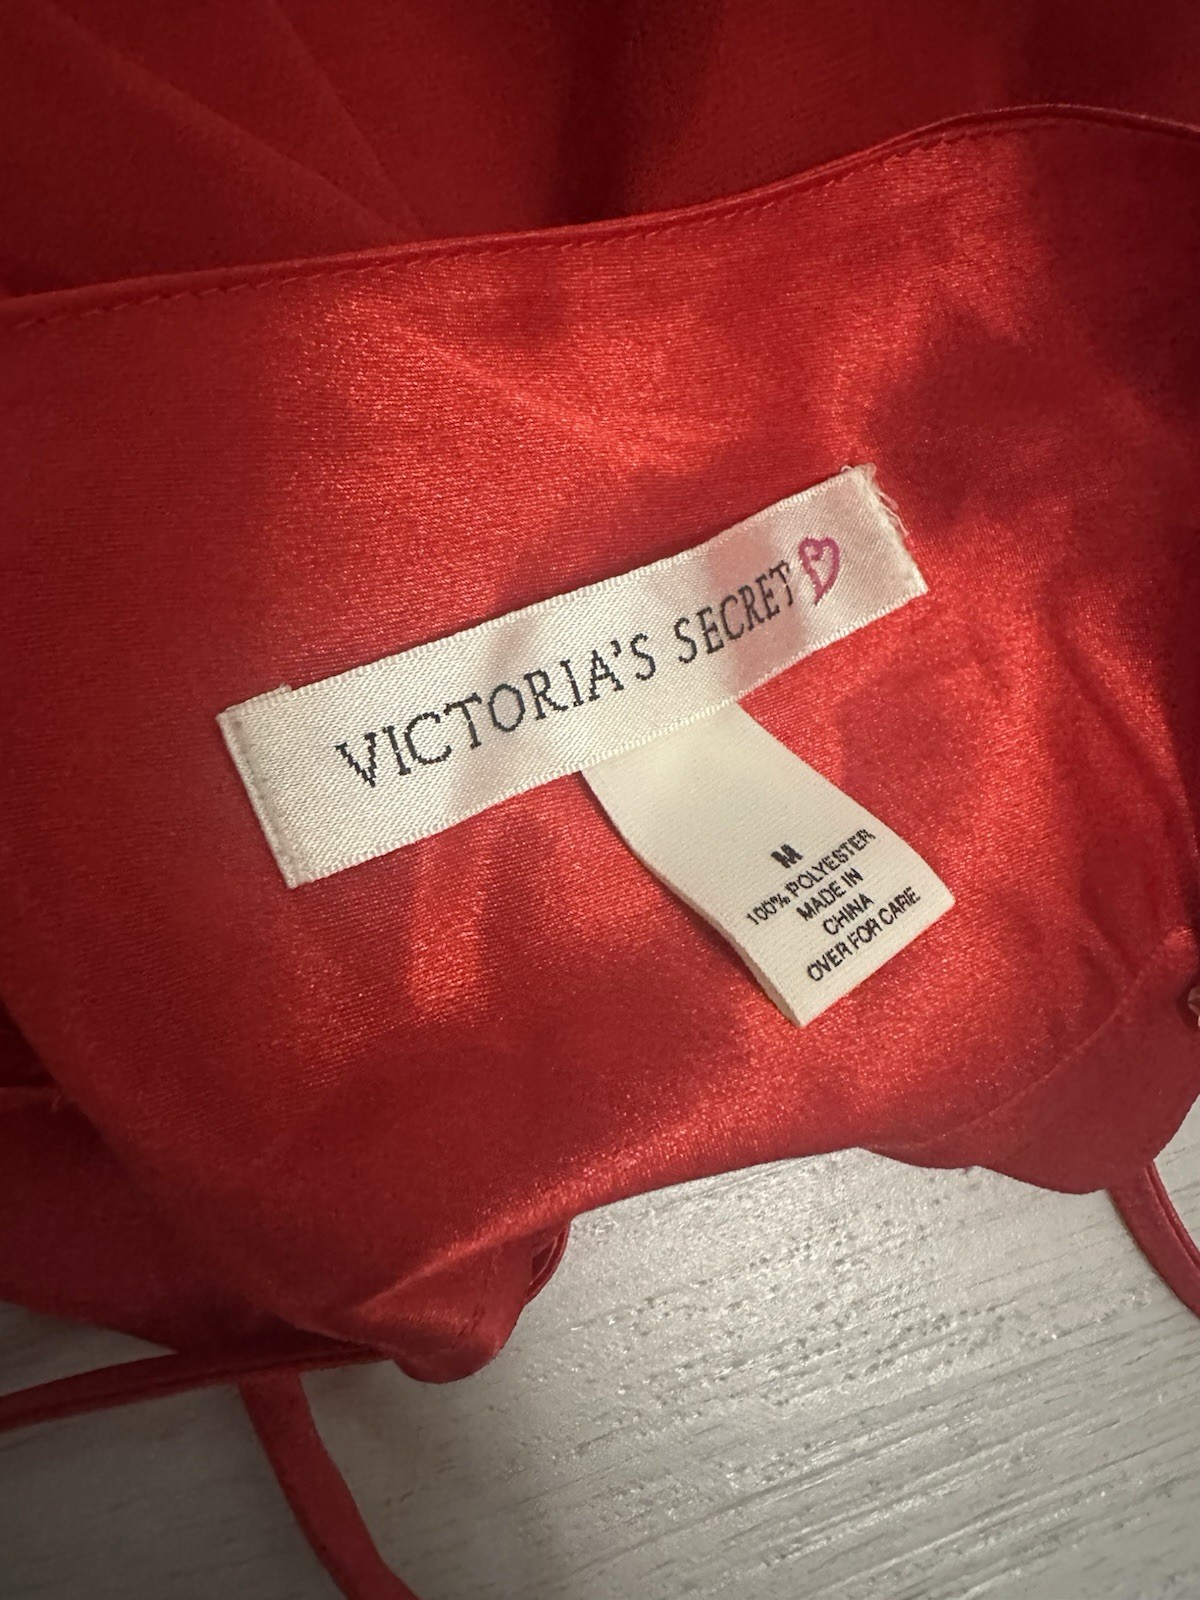 VICTORIA'S SECRET
M
100% POLYESTER
MADE IN
CHINA
OVER FOR CARE